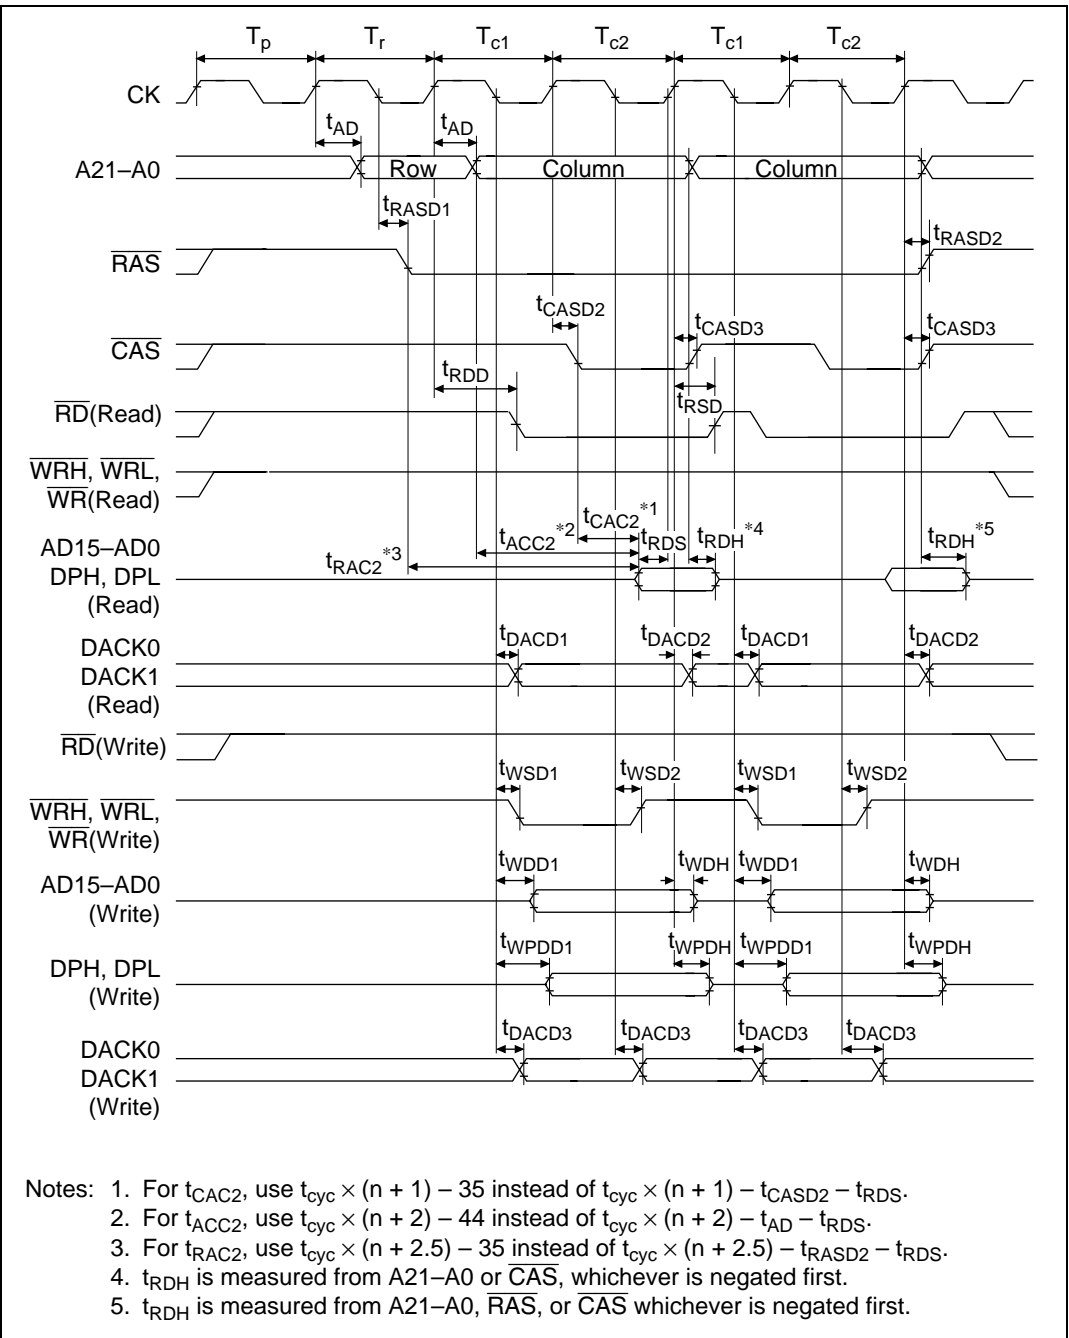 Tp Tr Tc1 Tc2 Tc1 Tc2
CK
tAD tAD
A21–A0 Row Column Column
tRASD1
RAS tRASD2
tCASD2
CAS tCASD3 tCASD3
tRDD
RD(Read) tRSD
WRH, WRL,
WR(Read)
tCAC2*1
AD15–AD0 tACC2*2 tRDS tRDH*4 tRDH*5
DPH, DPL tRAC2*3
(Read)
DACK0 tDACD1 tDACD2 tDACD1 tDACD2
DACK1
(Read)
RD(Write)
tWSD1 tWSD2 tWSD1 tWSD2
WRH, WRL,
WR(Write)
AD15–AD0 tWDD1 tWDH tWDD1 tWDH
(Write)
tWPDD1 tWPDH tWPDD1 tWPDH
DPH, DPL
(Write)
tDACD3 tDACD3 tDACD3 tDACD3
DACK0
DACK1
(Write)
Notes: 1. For tCAC2, use tcyc × (n + 1) – 35 instead of tcyc × (n + 1) – tCASD2 – tRDS.
2. For tACC2, use tcyc × (n + 2) – 44 instead of tcyc × (n + 2) – tAD – tRDS.
3. For tRAC2, use tcyc × (n + 2.5) – 35 instead of tcyc × (n + 2.5) – tRASD2 – tRDS.
4. tRDH is measured from A21–A0 or CAS, whichever is negated first.
5. tRDH is measured from A21–A0, RAS, or CAS whichever is negated first.